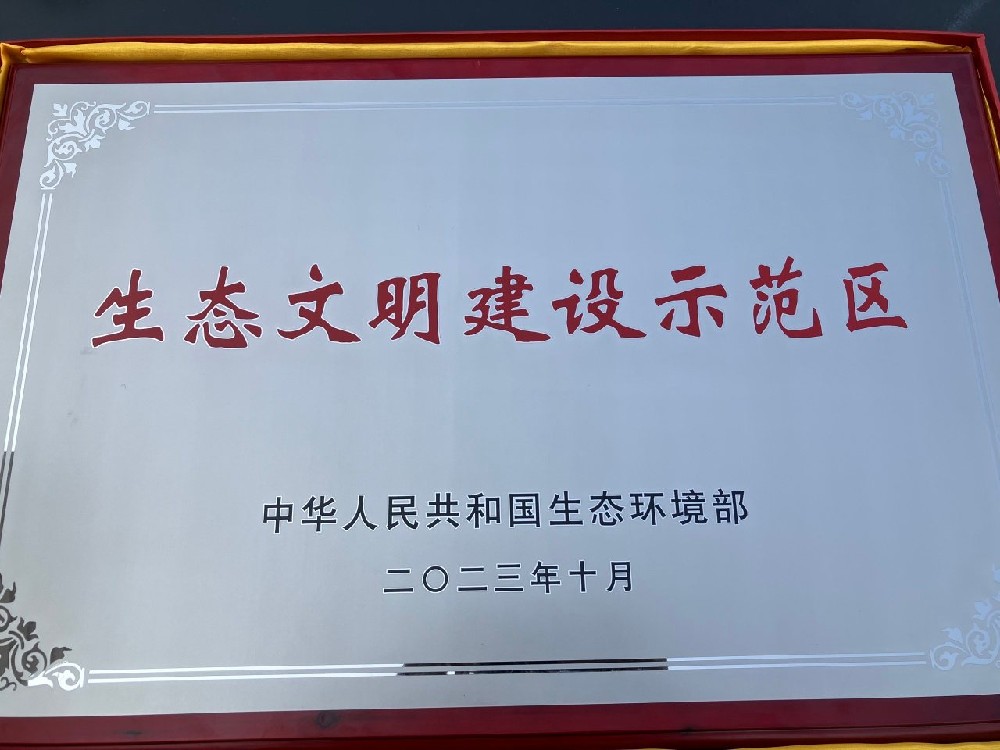 生态文明建设示范区
中华人民共和国生态环境部
二〇二三年十月